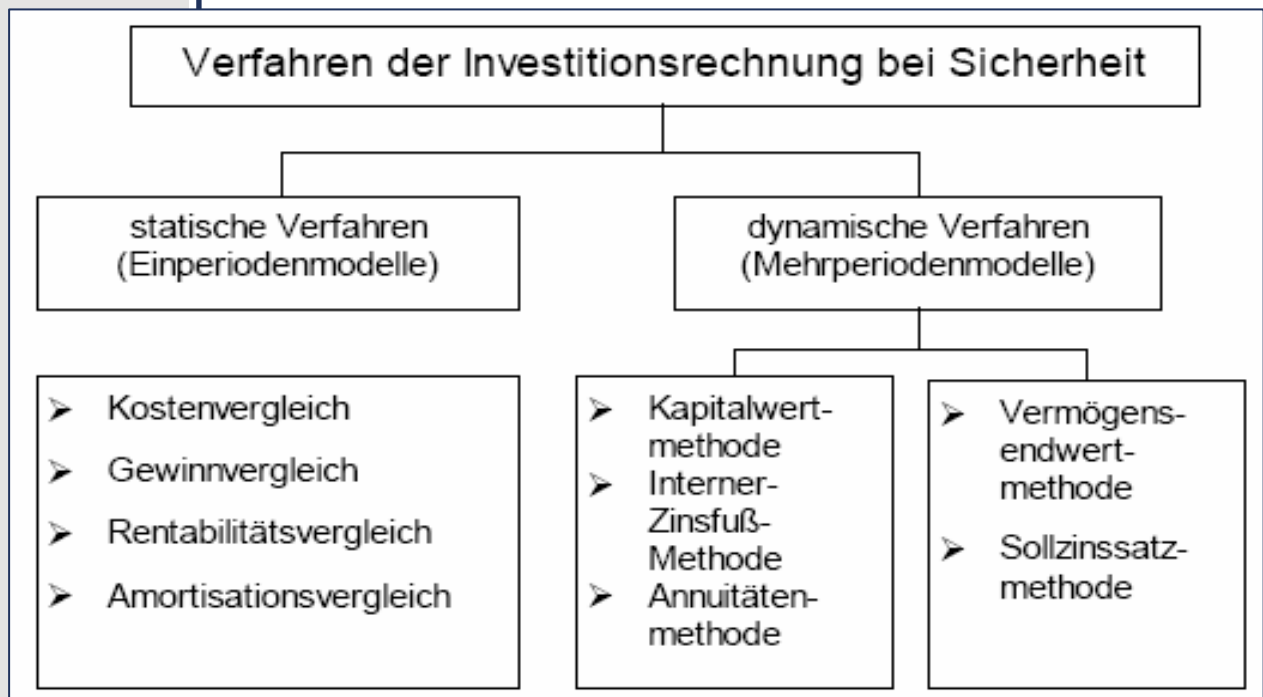 Verfahren der Investitionsrechnung bei Sicherheit
statische Verfahren
(Einperiodenmodelle)
dynamische Verfahren
(Mehrperiodenmodelle)
➢ Kostenvergleich
➢ Gewinnvergleich
➢ Rentabilitätsvergleich
➢ Amortisationsvergleich
➢ Kapitalwert-
methode
➢ Interner-
Zinsfuß-
Methode
➢ Annuitäten-
methode
➢ Vermögens-
endwert-
methode
➢ Sollzinssatz-
methode